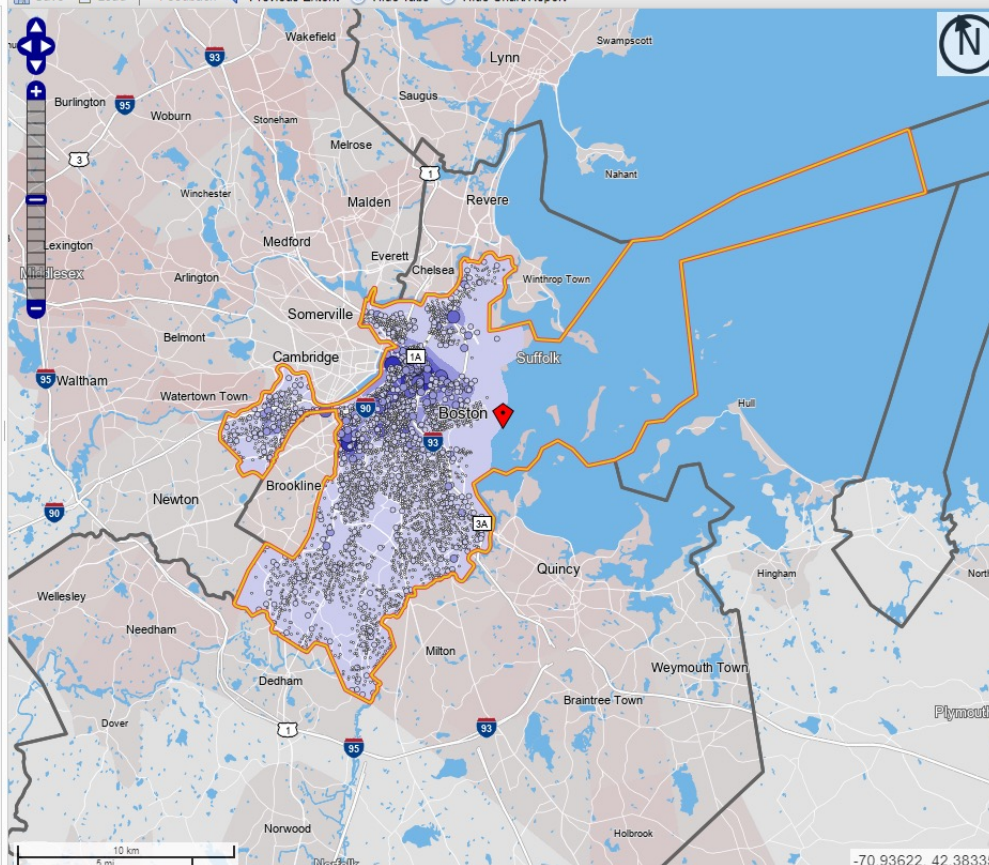 Previous Extent
Wakefield
Swampscott
93
Lynn
N
Burlington
95
Woburn
Saugus
Stoneham
3
Melrose
1
Nahant
Winchester
Malden
Revere
Lexington
Medford
Everett
Middlesex
Arlington
Chelsea
Winthrop Town
Somerville
Belmont
Cambridge
1A
Suffolk
95
Waltham
Watertown Town
90
Boston
Hull
93
Brookline
Newton
90
3A
Quincy
Hingham
Wellesley
Needham
Milton
Weymouth Town
Dedham
Braintree Town
Dover
1
93
Plymouth
95
Norwood
Holbrook
10 km
5 mi
Norfolk
-70.93622, 42.3833